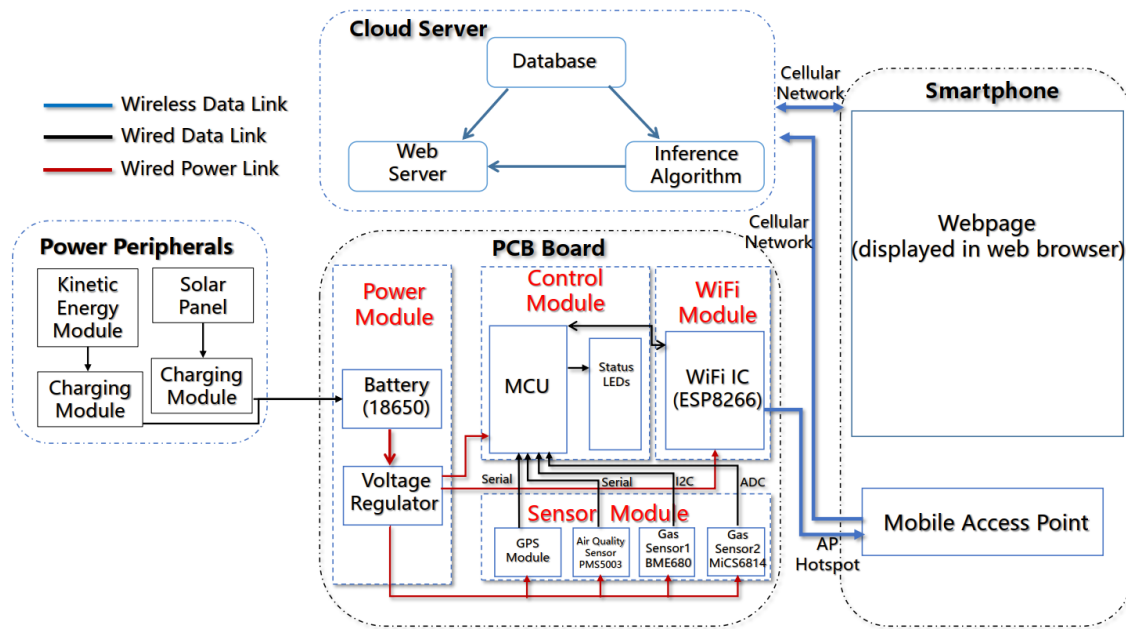 Cloud Server
Database
Web
Server
Inference
Algorithm
Wireless Data Link
Wired Data Link
Wired Power Link
Cellular
Network
Smartphone
Webpage
(displayed in web browser)
Cellular
Network
Power Peripherals
Kinetic
Energy
Module
Solar
Panel
Charging
Module
Charging
Module
PCB Board
Power
Module
Battery
(18650)
Voltage
Regulator
Control
Module
MCU
Status
LEDs
WiFi
Module
WiFi IC
(ESP8266)
Serial
Serial
I2C
ADC
Sensor Module
GPS
Module
Air Quality
Sensor
PMS5003
Gas
Sensor1
BME680
Gas
Sensor2
MiCS6814
Mobile Access Point
AP
Hotspot